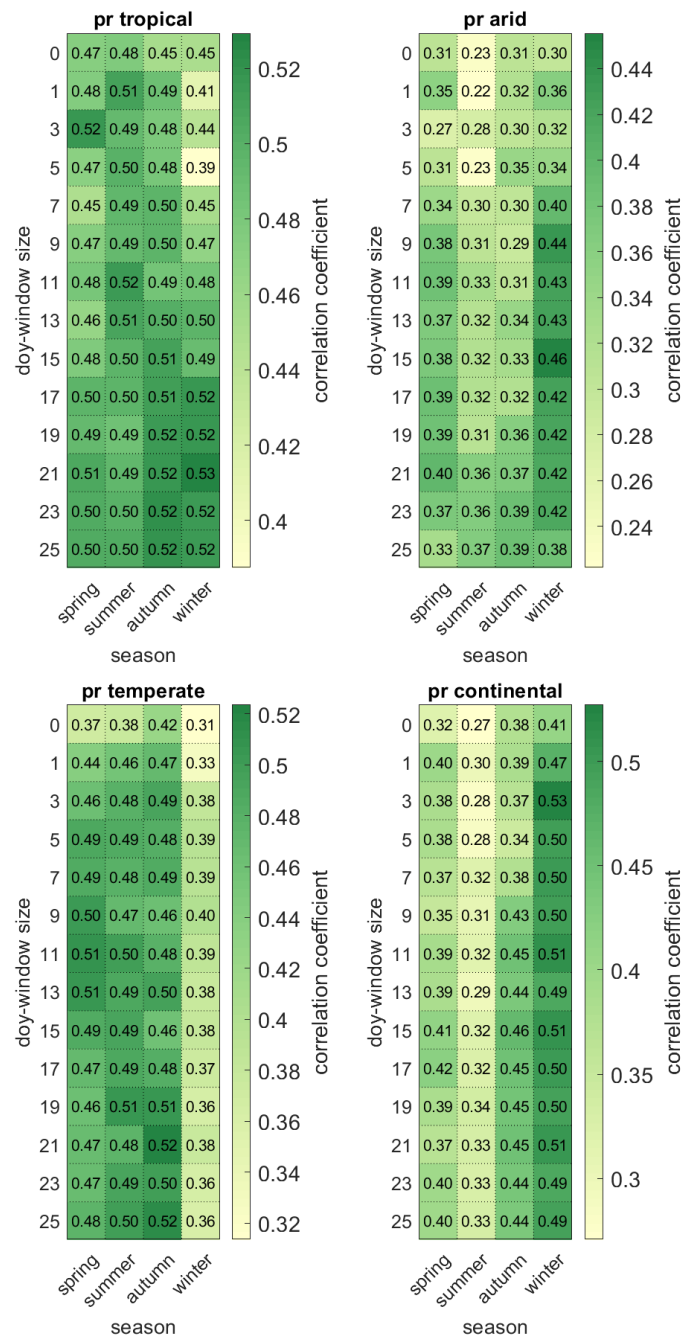 pr tropical
0 0.47 0.48 0.45 0.45
1 0.48 0.51 0.49 0.41
3 0.52 0.49 0.48 0.44
5 0.47 0.50 0.48 0.39
7 0.45 0.49 0.50 0.45
9 0.47 0.49 0.50 0.47
11 0.48 0.52 0.49 0.48
13 0.46 0.51 0.50 0.50
15 0.48 0.50 0.51 0.49
17 0.50 0.50 0.51 0.52
19 0.49 0.49 0.52 0.52
21 0.51 0.49 0.52 0.53
23 0.50 0.50 0.52 0.52
25 0.50 0.50 0.52 0.52
doy-window size
spring summer autumn winter
season
0.52
0.5
0.48
0.46
0.44
0.42
0.4
correlation coefficient
pr arid
0 0.31 0.23 0.31 0.30
1 0.35 0.22 0.32 0.36
3 0.27 0.28 0.30 0.32
5 0.31 0.23 0.35 0.34
7 0.34 0.30 0.30 0.40
9 0.38 0.31 0.29 0.44
11 0.39 0.33 0.31 0.43
13 0.37 0.32 0.34 0.43
15 0.38 0.32 0.33 0.46
17 0.39 0.32 0.32 0.42
19 0.39 0.31 0.36 0.42
21 0.40 0.36 0.37 0.42
23 0.37 0.36 0.39 0.42
25 0.33 0.37 0.39 0.38
doy-window size
spring summer autumn winter
season
0.44
0.42
0.4
0.38
0.36
0.34
0.32
0.3
0.28
0.26
0.24
correlation coefficient
pr temperate
0 0.37 0.38 0.42 0.31
1 0.44 0.46 0.47 0.33
3 0.46 0.48 0.49 0.38
5 0.49 0.49 0.48 0.39
7 0.49 0.48 0.49 0.39
9 0.50 0.47 0.46 0.40
11 0.51 0.50 0.48 0.39
13 0.51 0.49 0.50 0.38
15 0.49 0.49 0.46 0.38
17 0.47 0.49 0.48 0.37
19 0.46 0.51 0.51 0.36
21 0.47 0.48 0.52 0.38
23 0.47 0.49 0.50 0.36
25 0.48 0.50 0.52 0.36
doy-window size
spring summer autumn winter
season
0.52
0.5
0.48
0.46
0.44
0.42
0.4
0.38
0.36
0.34
0.32
correlation coefficient
pr continental
0 0.32 0.27 0.38 0.41
1 0.40 0.30 0.39 0.47
3 0.38 0.28 0.37 0.53
5 0.38 0.28 0.34 0.50
7 0.37 0.32 0.38 0.50
9 0.35 0.31 0.43 0.50
11 0.39 0.32 0.45 0.51
13 0.39 0.29 0.44 0.49
15 0.41 0.32 0.46 0.51
17 0.42 0.32 0.45 0.50
19 0.39 0.34 0.45 0.50
21 0.37 0.33 0.45 0.51
23 0.40 0.33 0.44 0.49
25 0.40 0.33 0.44 0.49
doy-window size
spring summer autumn winter
season
0.5
0.45
0.4
0.35
0.3
correlation coefficient